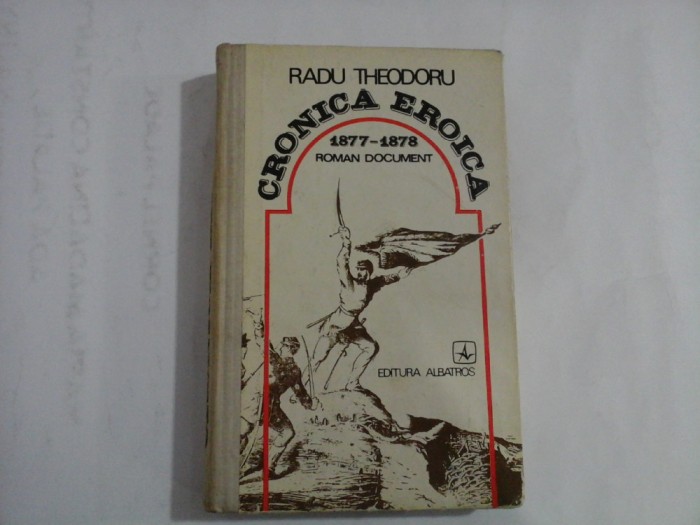 RADU THEODORU
CRONICA EROICA
1877-1878
ROMAN DOCUMENT
EDITURA ALBATROS